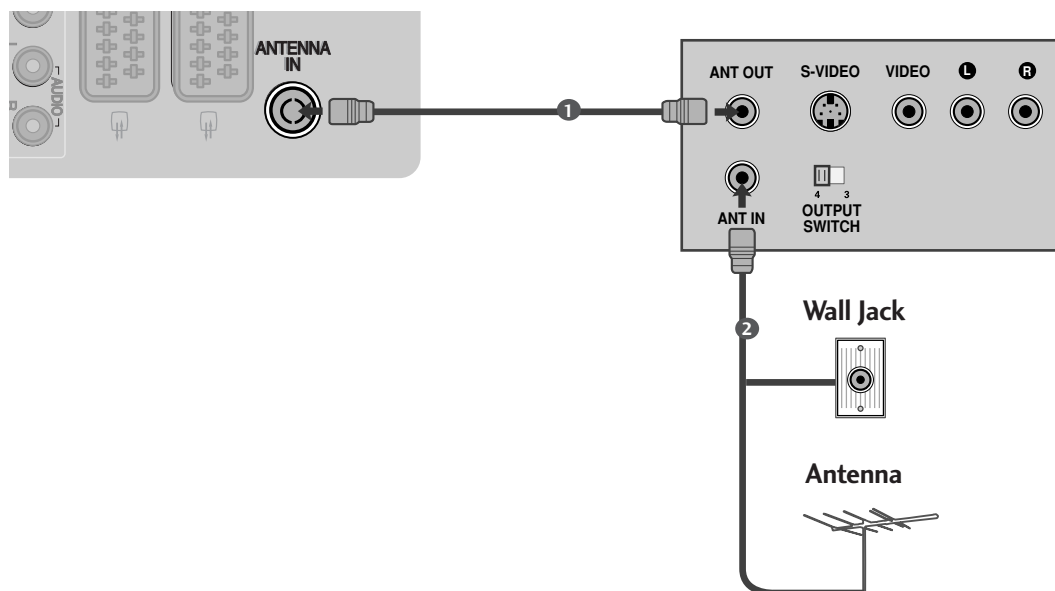 ANTENNA
IN
AUDIO
R
1
ANT OUT
S-VIDEO
VIDEO
L
R
4
3
OUTPUT
SWITCH
ANT IN
2
Wall Jack
Antenna